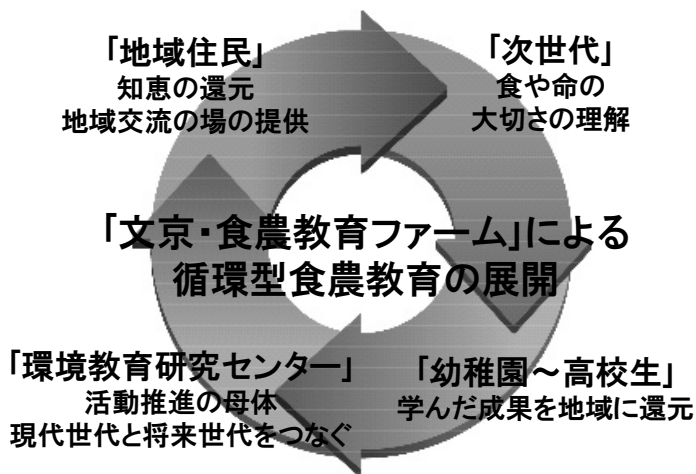 「地域住民」
知恵の還元
地域交流の場の提供
「次世代」
食や命の
大切さの理解
「文京・食農教育ファーム」による
循環型食農教育の展開
「環境教育研究センター」
活動推進の母体
現代世代と将来世代をつなぐ
「幼稚園～高校生」
学んだ成果を地域に還元